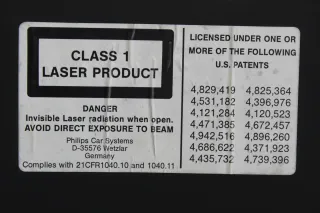 CLASS 1
LASER PRODUCT
DANGER
Invisible Laser radiation when open.
AVOID DIRECT EXPOSURE TO BEAM
Philips Car Systems
D-35576 Wetzlar
Germany
Complies with 21CFR1040.10 and 1040.11
LICENSED UNDER ONE OR
MORE OF THE FOLLOWING
U.S. PATENTS
4,829,419 4,825,364
4,531,182 4,396,976
4,121,284 4,120,523
4,471,385 4,672,457
4,942,516 4,896,260
4,686,622 4,371,923
4,435,732 4,739,396